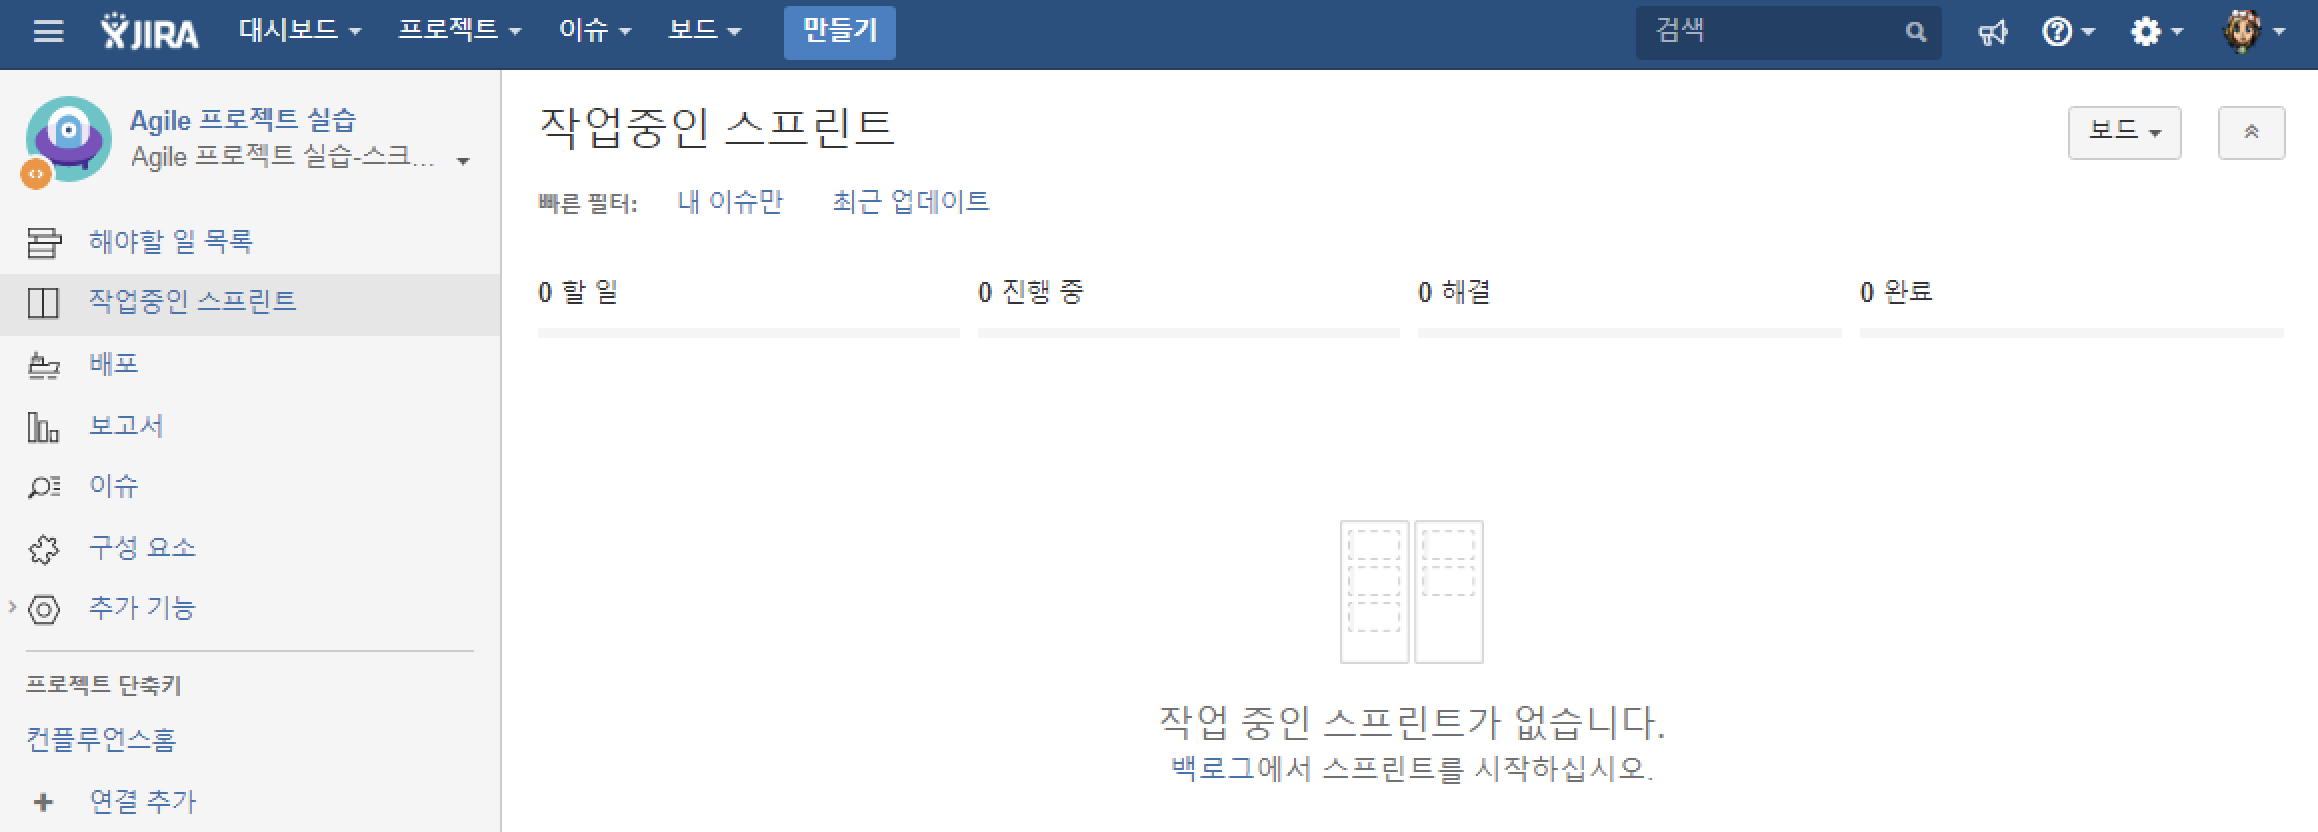 JIRA 대시보드 프로젝트 이슈 보드 만들기 검색
Agile 프로젝트 실습
Agile 프로젝트 실습-스크...
해야할 일 목록
작업중인 스프린트
배포
보고서
이슈
구성 요소
추가 기능
프로젝트 단축키
컨플루언스홈
+ 연결 추가
작업중인 스프린트
보드
빠른 필터: 내 이슈만 최근 업데이트
0 할 일 0 진행 중 0 해결 0 완료
작업 중인 스프린트가 없습니다.
백로그에서 스프린트를 시작하십시오.